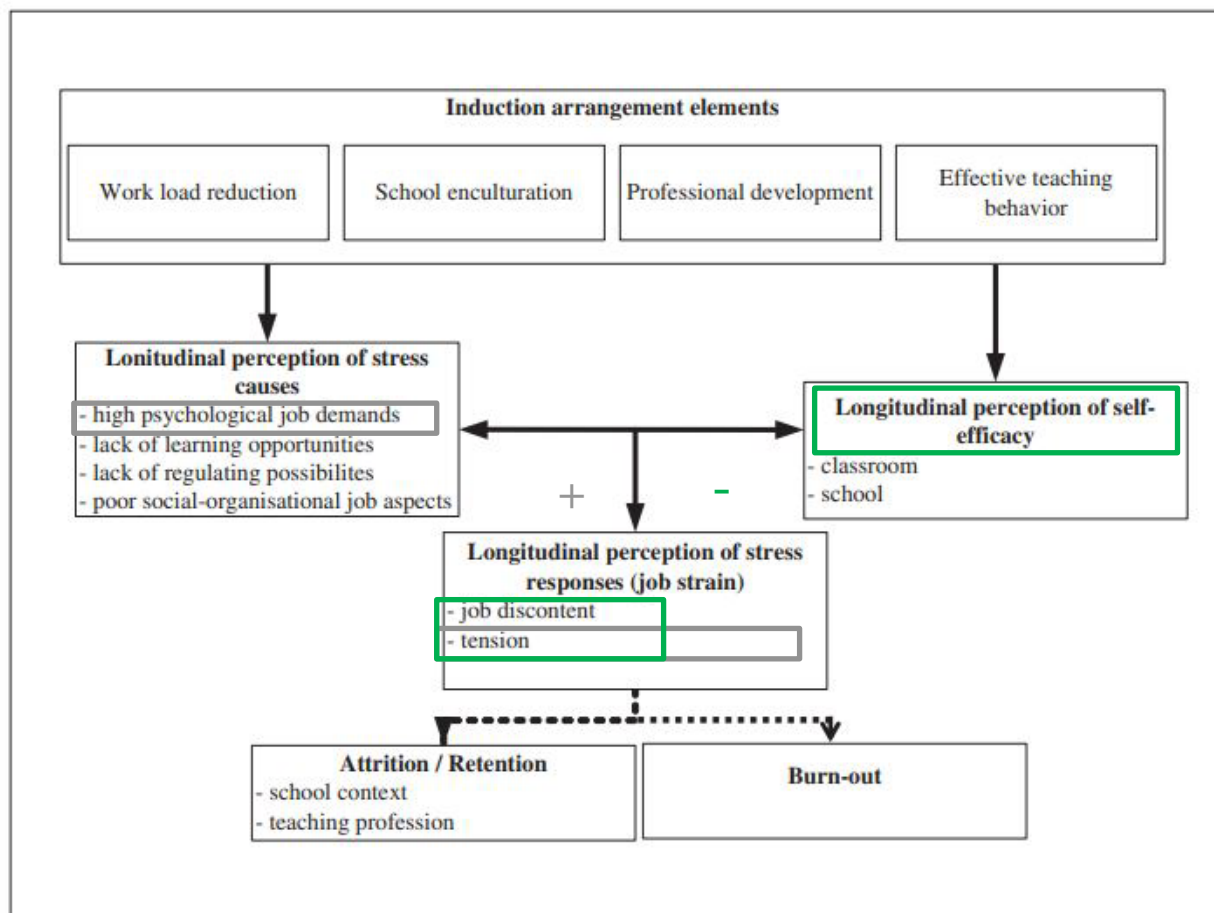 Induction arrangement elements
Work load reduction
School enculturation
Professional development
Effective teaching
behavior
Lonitudinal perception of stress
causes
- high psychological job demands
- lack of learning opportunities
- lack of regulating possibilites
- poor social-organisational job aspects
Longitudinal perception of self-
efficacy
- classroom
- school
+
-
Longitudinal perception of stress
responses (job strain)
- job discontent
- tension
Attrition / Retention
- school context
- teaching profession
Burn-out